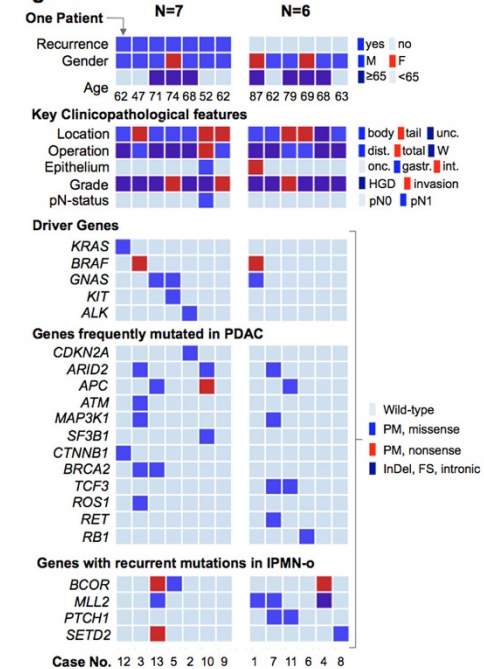 N=7 N=6
One Patient
Recurrence yes no
Gender M F
≥65 <65
Age
62 47 71 74 68 52 62 87 62 79 69 68 63
Key Clinicopathological features
Location body tail unc.
Operation dist. total W
Epithelium onc. gastr. int.
Grade HGD invasion
pN-status pN0 pN1
Driver Genes
KRAS
BRAF
GNAS
KIT
ALK
Genes frequently mutated in PDAC
CDKN2A
ARID2
APC
ATM
MAP3K1
SF3B1
CTNNB1
BRCA2
TCF3
ROS1
RET
RB1
Wild-type
PM, missense
PM, nonsense
InDel, FS, intronic
Genes with recurrent mutations in IPMN-o
BCOR
MLL2
PTCH1
SETD2
Case No. 12 3 13 5 2 10 9 1 7 11 6 4 8